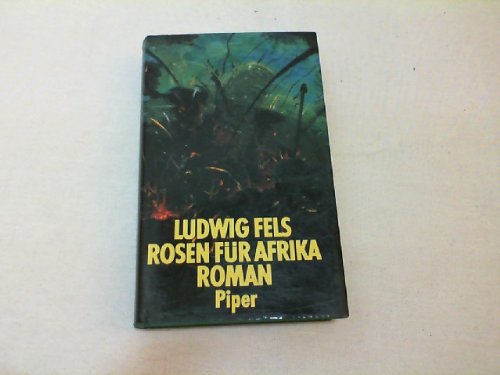 LUDWIG FELS
ROSEN FÜR AFRIKA
ROMAN
Piper